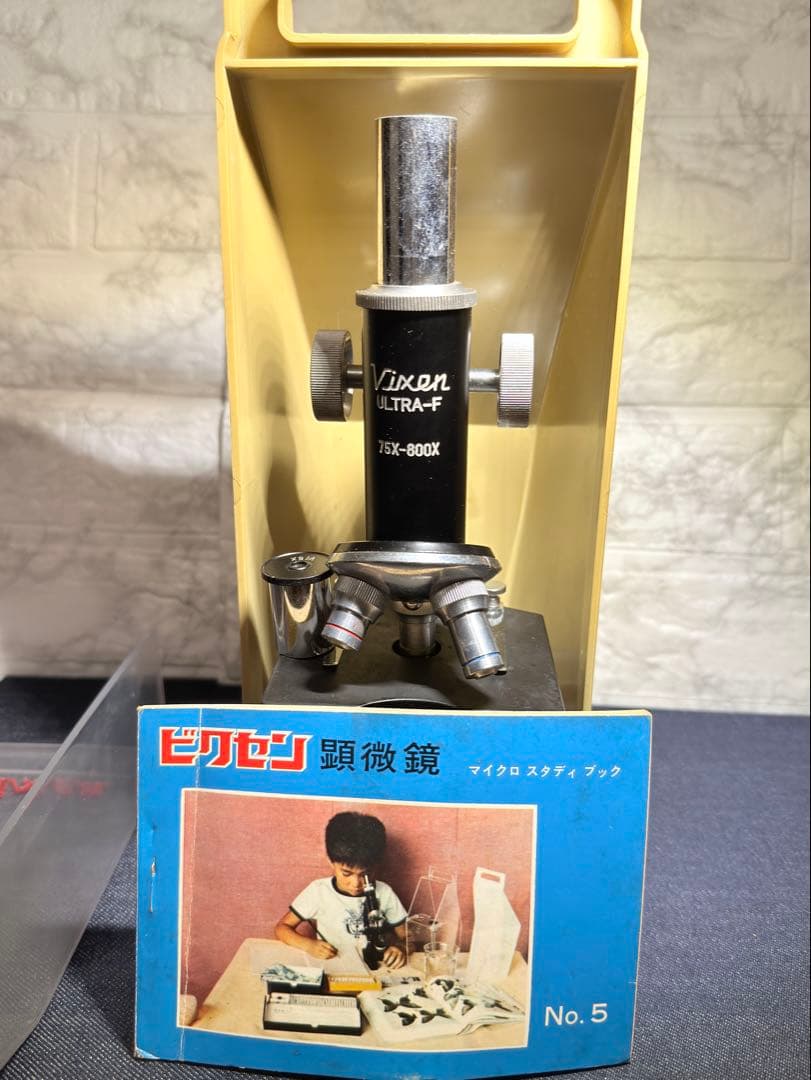 Vixen
ULTRA-F
75X-800X
ビクセン 顕微鏡 マイクロ スタディ ブック
No. 5